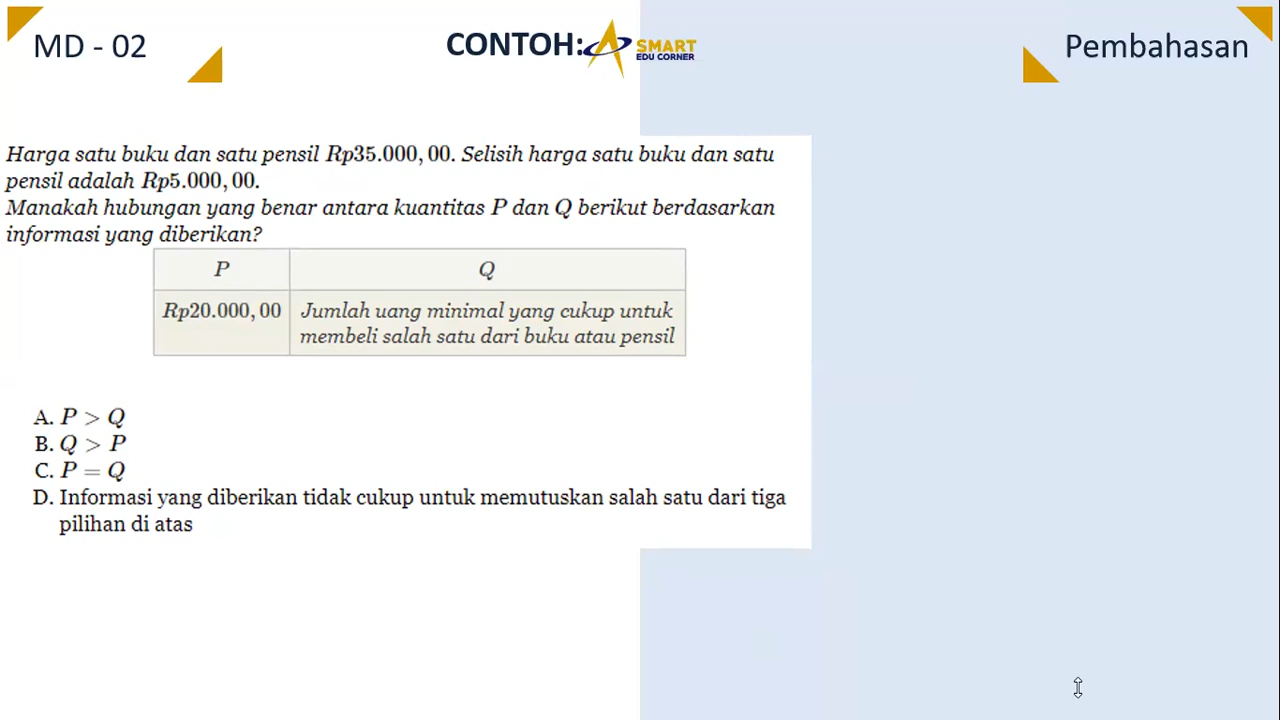 MD - 02
CONTOH:
SMART
EDU CORNER
Pembahasan
Harga satu buku dan satu pensil Rp35.000, 00. Selisih harga satu buku dan satu
pensil adalah Rp5.000, 00.
Manakah hubungan yang benar antara kuantitas P dan Q berikut berdasarkan
informasi yang diberikan?
P
Q
Rp20.000, 00
Jumlah uang minimal yang cukup untuk
membeli salah satu dari buku atau pensil
A. P > Q
B. Q > P
C. P = Q
D. Informasi yang diberikan tidak cukup untuk memutuskan salah satu dari tiga
pilihan di atas